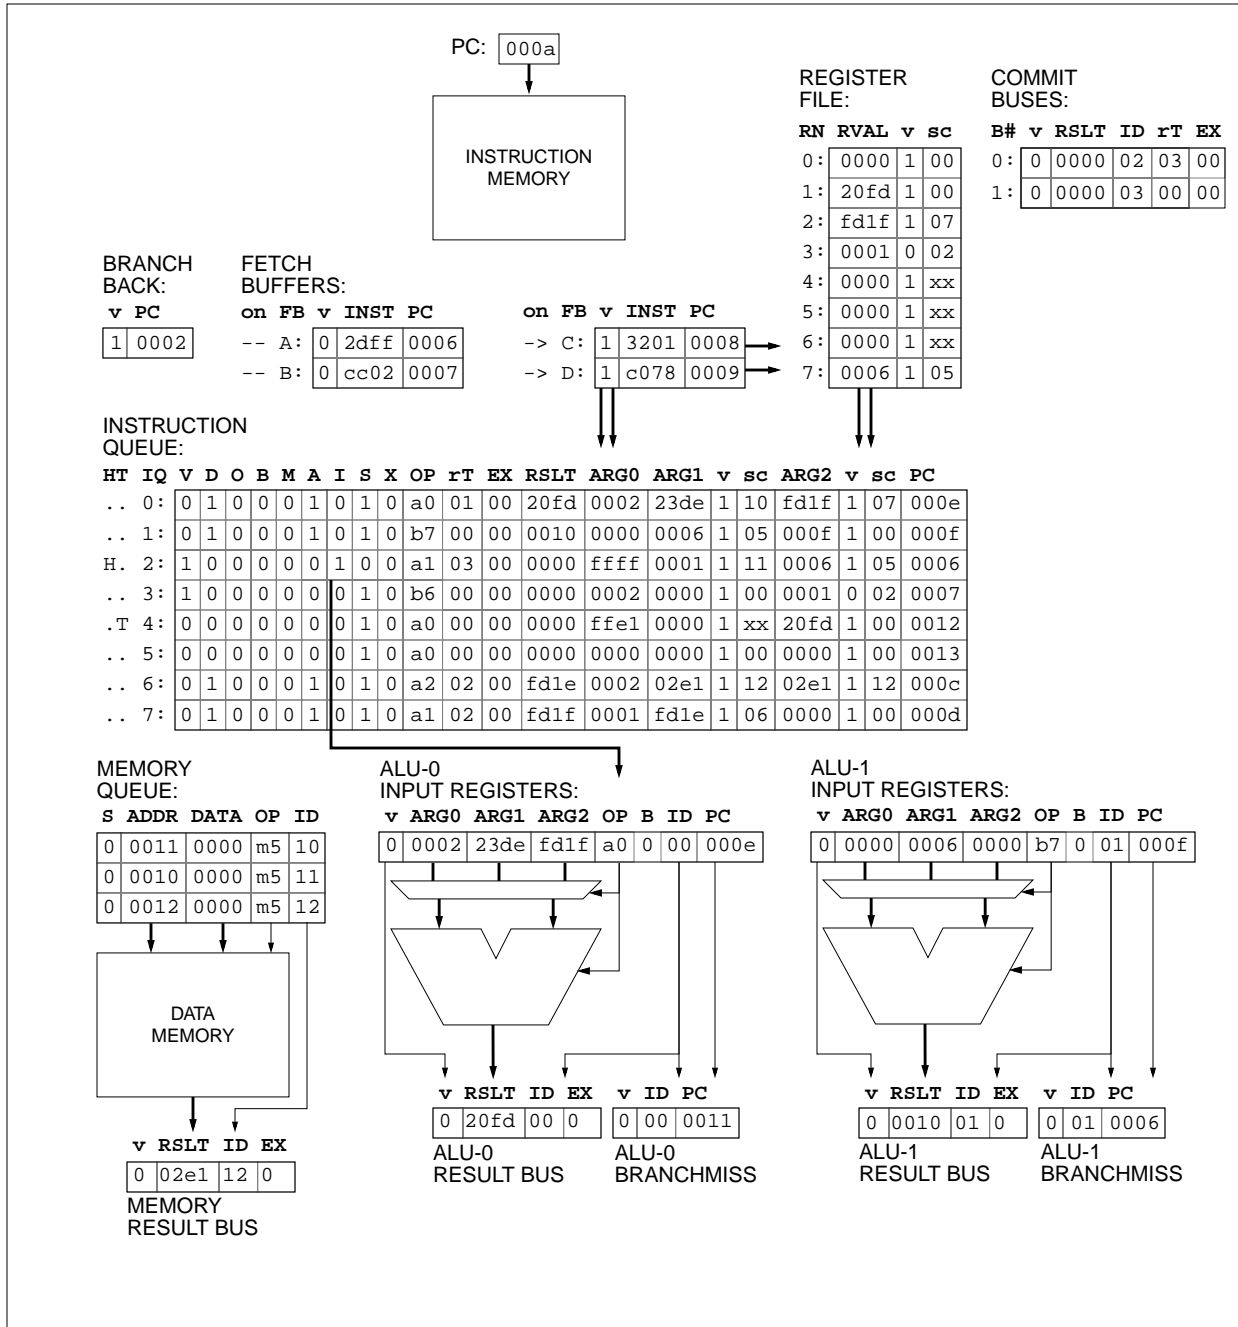 PC: 000a
INSTRUCTION
MEMORY
REGISTER
FILE:
RN RVAL v sc
0: 0000 1 00
1: 20fd 1 00
2: fd1f 1 07
3: 0001 0 02
4: 0000 1 xx
5: 0000 1 xx
6: 0000 1 xx
7: 0006 1 05
COMMIT
BUSES:
B# v RSLT ID rT EX
0: 0 0000 02 03 00
1: 0 0000 03 00 00
BRANCH
BACK:
v PC
1 0002
FETCH
BUFFERS:
on FB v INST PC
-- A: 0 2dff 0006
-- B: 0 cc02 0007
on FB v INST PC
-> C: 1 3201 0008
-> D: 1 c078 0009
INSTRUCTION
QUEUE:
HT IQ V D O B M A I S X OP rT EX RSLT ARG0 ARG1 v sc ARG2 v sc PC
.. 0: 0 1 0 0 0 1 0 1 0 a0 01 00 20fd 0002 23de 1 10 fd1f 1 07 000e
.. 1: 0 1 0 0 0 1 0 1 0 b7 00 00 0010 0000 0006 1 05 000f 1 00 000f
H. 2: 1 0 0 0 0 0 1 0 0 a1 03 00 0000 ffff 0001 1 11 0006 1 05 0006
.. 3: 1 0 0 0 0 0 0 1 0 b6 00 00 0000 0002 0000 1 00 0001 0 02 0007
.T 4: 0 0 0 0 0 0 0 1 0 a0 00 00 0000 ffe1 0000 1 xx 20fd 1 00 0012
.. 5: 0 0 0 0 0 0 0 1 0 a0 00 00 0000 0000 0000 1 00 0000 1 00 0013
.. 6: 0 1 0 0 0 1 0 1 0 a2 02 00 fd1e 0002 02e1 1 12 02e1 1 12 000c
.. 7: 0 1 0 0 0 1 0 1 0 a1 02 00 fd1f 0001 fd1e 1 06 0000 1 00 000d
MEMORY
QUEUE:
S ADDR DATA OP ID
0 0011 0000 m5 10
0 0010 0000 m5 11
0 0012 0000 m5 12
DATA
MEMORY
v RSLT ID EX
0 02e1 12 0
MEMORY
RESULT BUS
ALU-0
INPUT REGISTERS:
v ARG0 ARG1 ARG2 OP B ID PC
0 0002 23de fd1f a0 0 00 000e
v RSLT ID EX
0 20fd 00 0
ALU-0
RESULT BUS
v ID PC
0 00 0011
ALU-0
BRANCHMISS
ALU-1
INPUT REGISTERS:
v ARG0 ARG1 ARG2 OP B ID PC
0 0000 0006 0000 b7 0 01 000f
v RSLT ID EX
0 0010 01 0
ALU-1
RESULT BUS
v ID PC
0 01 0006
ALU-1
BRANCHMISS